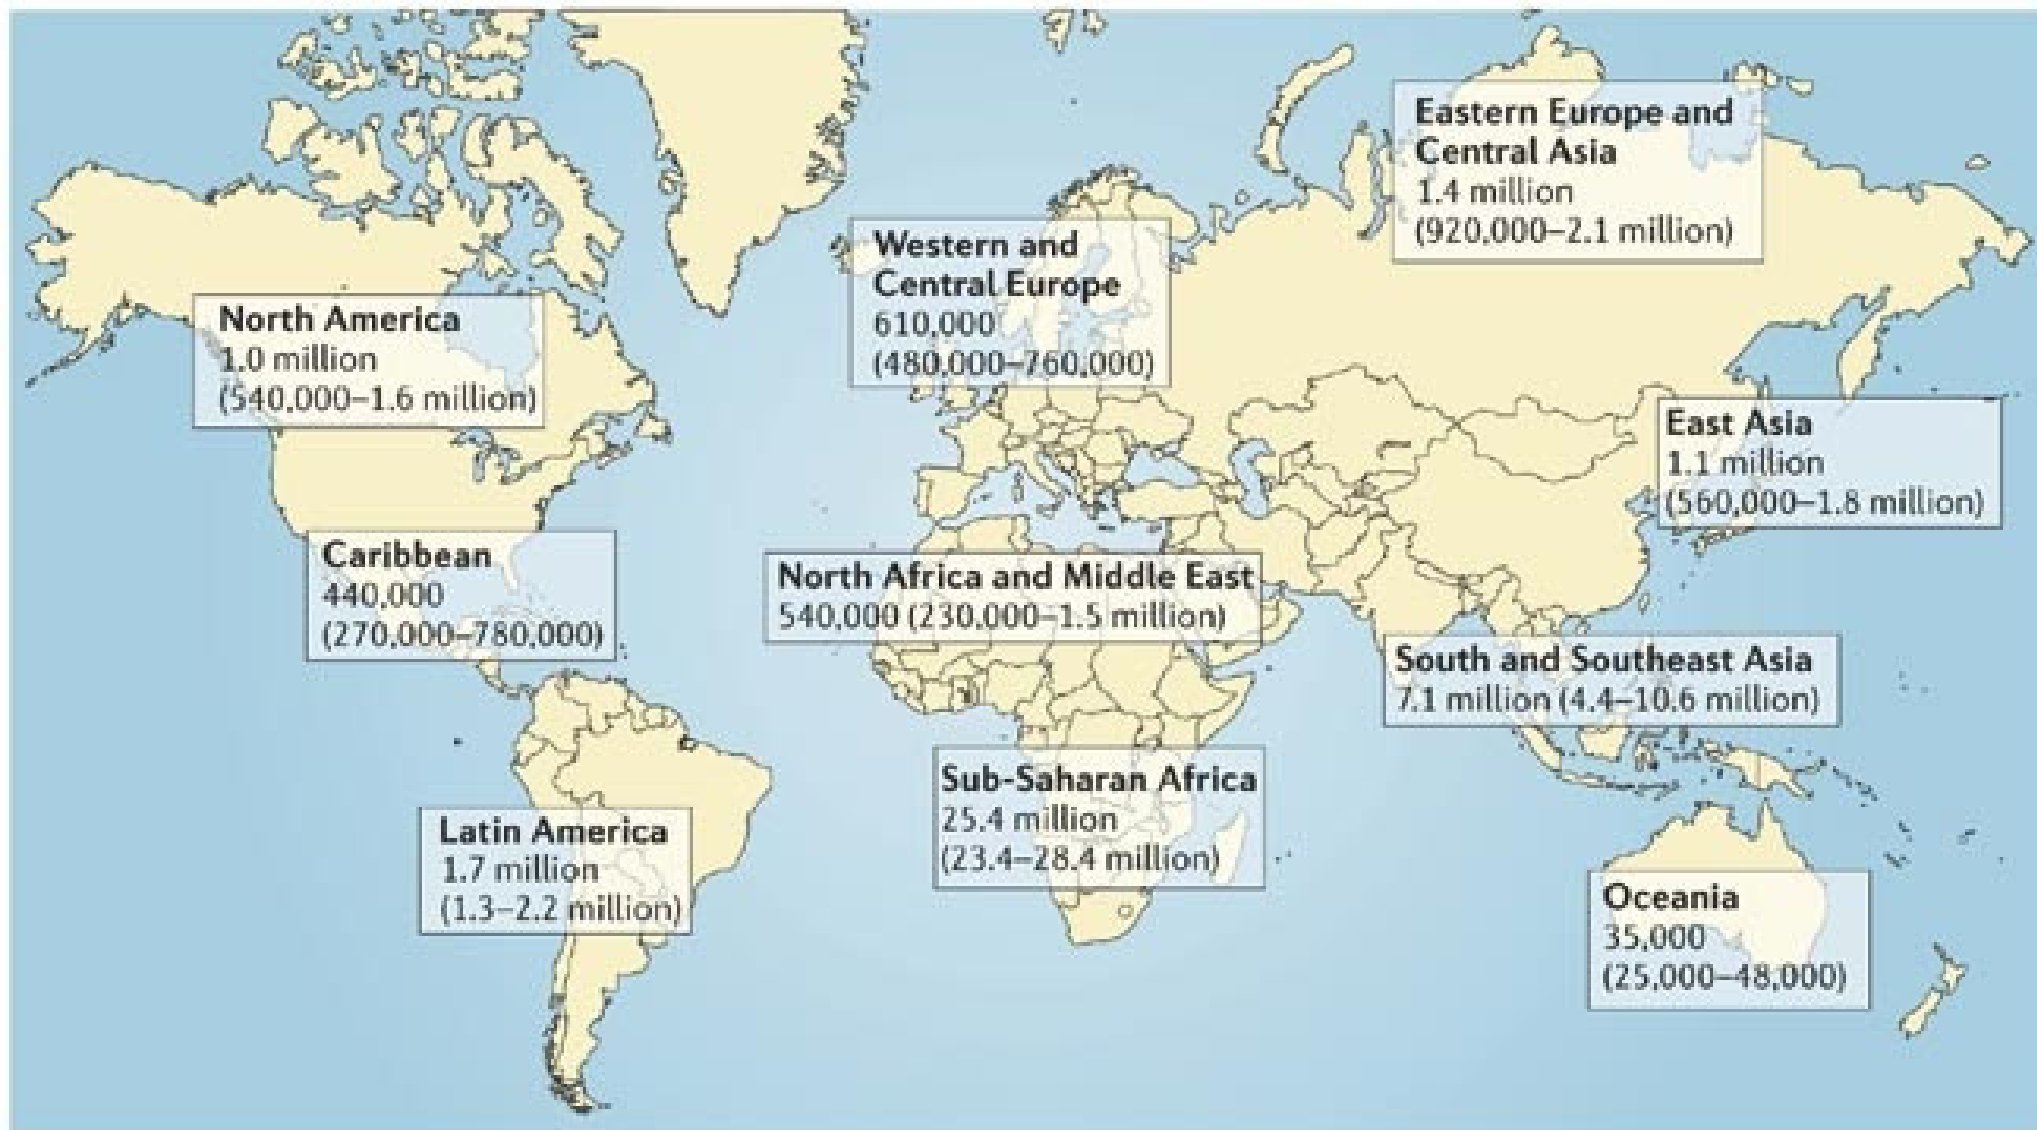 Eastern Europe and
Central Asia
1.4 million
(920,000–2.1 million)
Western and
Central Europe
610,000
(480,000–760,000)
North America
1.0 million
(540,000–1.6 million)
East Asia
1.1 million
(560,000–1.8 million)
Caribbean
440,000
(270,000–780,000)
North Africa and Middle East
540,000 (230,000–1.5 million)
South and Southeast Asia
7.1 million (4.4–10.6 million)
Sub-Saharan Africa
25.4 million
(23.4–28.4 million)
Latin America
1.7 million
(1.3–2.2 million)
Oceania
35,000
(25,000–48,000)